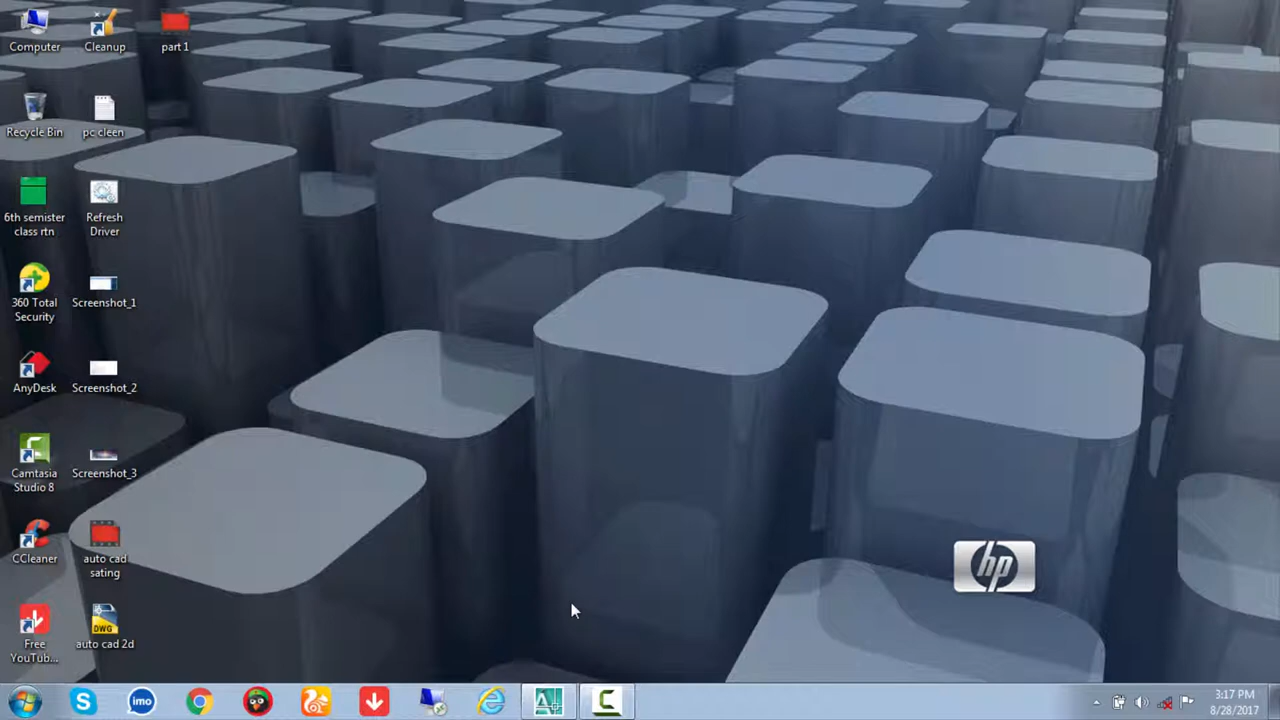 Computer
Cleanup
part 1
Recycle Bin
pc cleen
6th semister
class rtn
Refresh
Driver
360 Total
Security
Screenshot_1
AnyDesk
Screenshot_2
Camtasia
Studio 8
Screenshot_3
CCleaner
auto cad
sating
Free
YouTub...
DWG
auto cad 2d
hp
imo
3:17 PM
8/28/2017